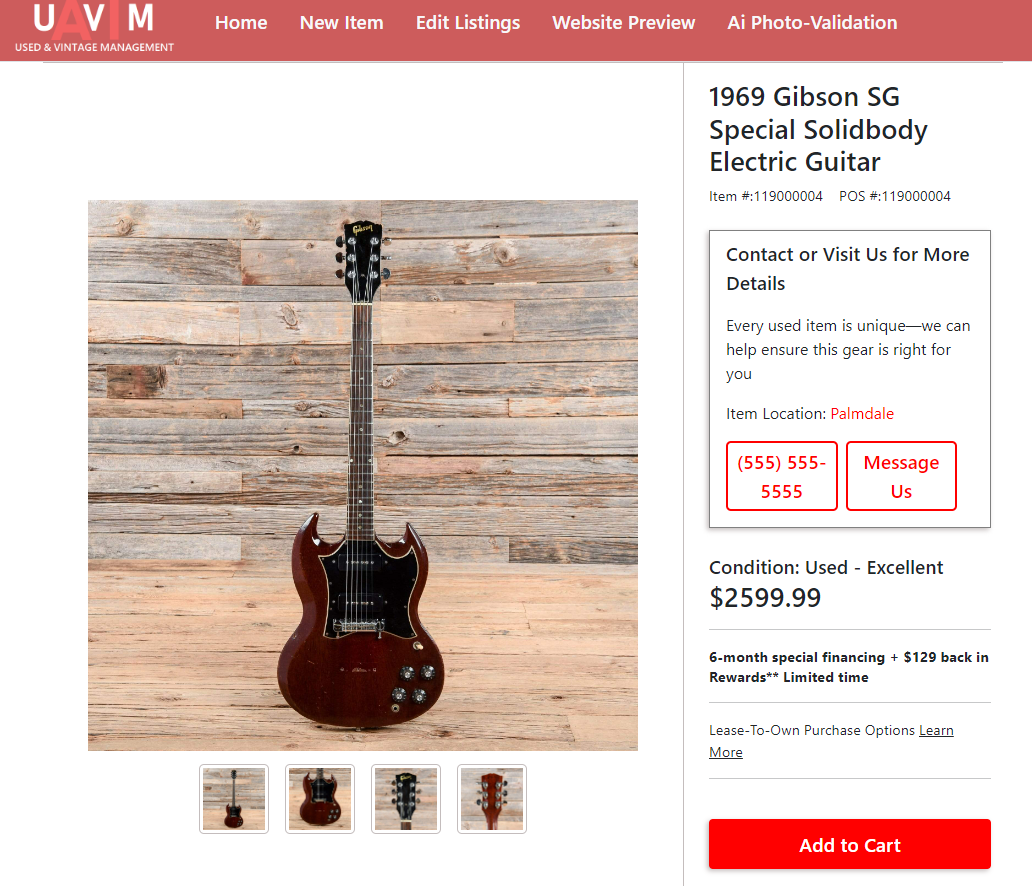 UAVIM
USED & VINTAGE MANAGEMENT
Home
New Item
Edit Listings
Website Preview
Ai Photo-Validation
1969 Gibson SG
Special Solidbody
Electric Guitar
Item #:119000004
POS #:119000004
Gibson
Contact or Visit Us for More
Details
Every used item is unique—we can
help ensure this gear is right for
you
Item Location: Palmdale
(555) 555-
5555
Message
Us
Condition: Used - Excellent
$2599.99
6-month special financing + $129 back in
Rewards** Limited time
Lease-To-Own Purchase Options Learn
More
Add to Cart